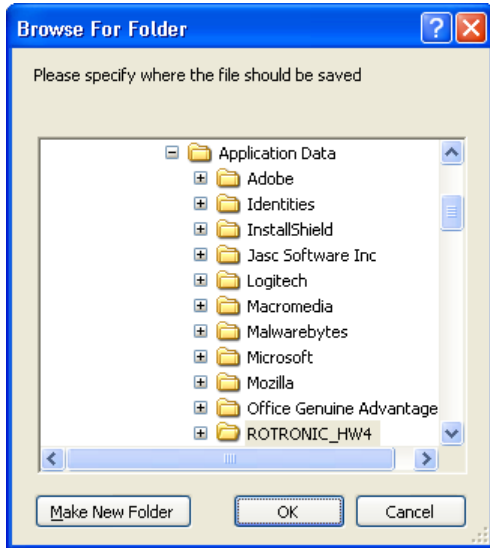 Browse For Folder
Please specify where the file should be saved
Application Data
Adobe
Identities
InstallShield
Jasc Software Inc
Logitech
Macromedia
Malwarebytes
Microsoft
Mozilla
Office Genuine Advantage
ROTRONIC_HW4
Make New Folder
OK
Cancel